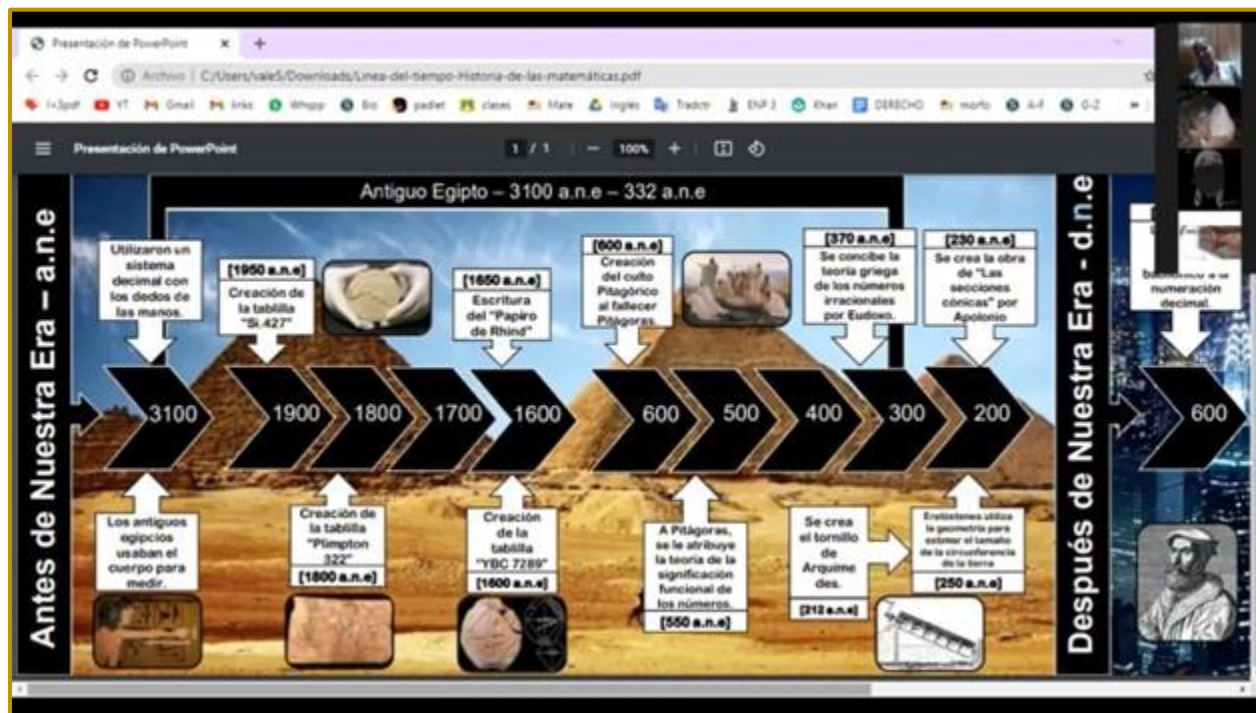 Presentación de PowerPoint
Archivo | C:/Users/vale5/Downloads/Linea-del-tiempo-Historia-de-las-matemáticas.pdf
I<3pdf YT Gmail links Whapp Bio padlet clases Mate Ingles Tradctr ENP 3 Khan DERECHO morfo A-F G-Z
Presentación de PowerPoint 1 / 1 100%
Antiguo Egipto – 3100 a.n.e – 332 a.n.e
Antes de Nuestra Era – a.n.e
Utilizaron un
sistema
decimal con
los dedos de
las manos.
[1950 a.n.e]
Creación de
la tablilla
"Si.427"
[1650 a.n.e]
Escritura
del "Papiro
de Rhind"
[600 a.n.e]
Creación
del culto
Pitagórico
al fallecer
Pitágoras.
[370 a.n.e]
Se concibe la
teoría griega
de los números
irracionales
por Eudoxo.
[230 a.n.e]
Se crea la obra
de "Las
secciones
cónicas" por
Apolonio
3100
1900
1800
1700
1600
600
500
400
300
200
Los antiguos
egipcios
usaban el
cuerpo para
medir.
Creación de
la tablilla
"Plimpton
322"
[1800 a.n.e]
Creación
de la
tablilla
"YBC 7289"
[1600 a.n.e]
A Pitágoras,
se le atribuye
la teoría de la
significación
funcional de
los números.
[550 a.n.e]
Se crea
el tornillo
de
Arquíme
des.
[212 a.n.e]
Eratóstenes utiliza
la geometría para
estimar el tamaño
de la circunferencia
de la tierra
[250 a.n.e]
Después de Nuestra Era - d.n.e
a la
numeración
decimal.
600